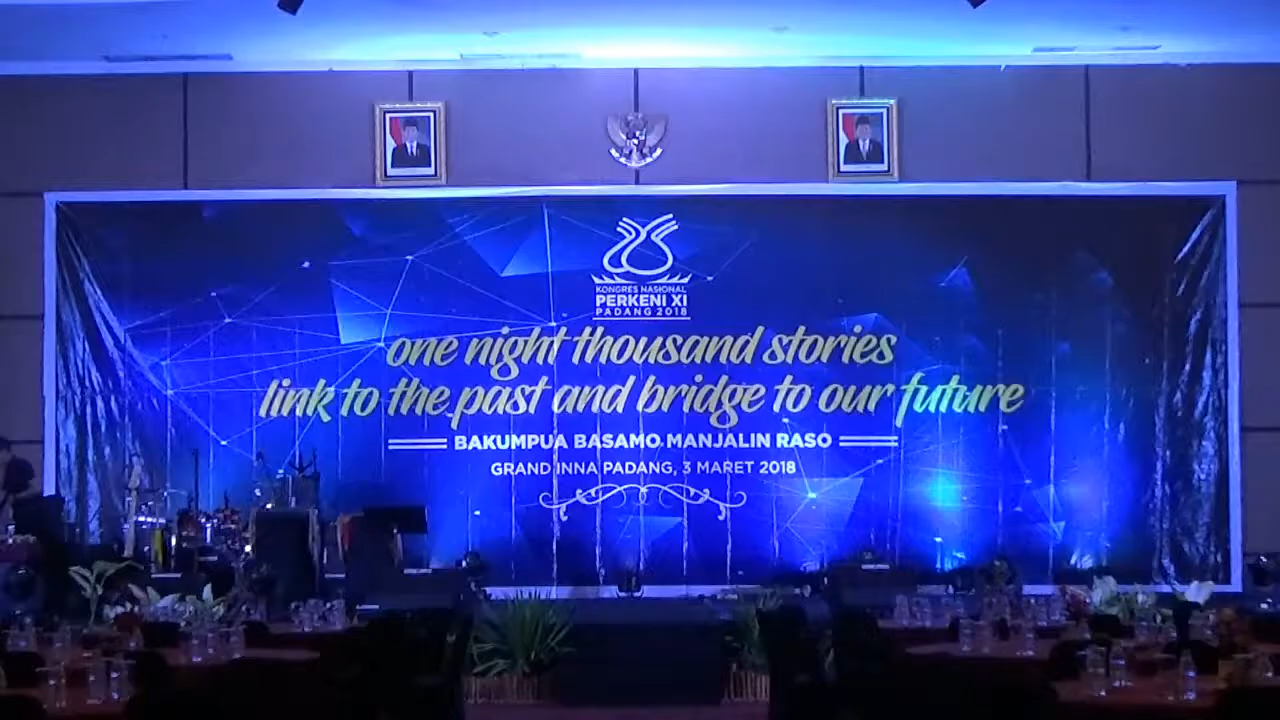 KONGRES NASIONAL
PERKENI XI
PADANG 2018
one night thousand stories
link to the past and bridge to our future
BAKUMPUA BASAMO MANJALIN RASO
GRAND INNA PADANG, 3 MARET 2018